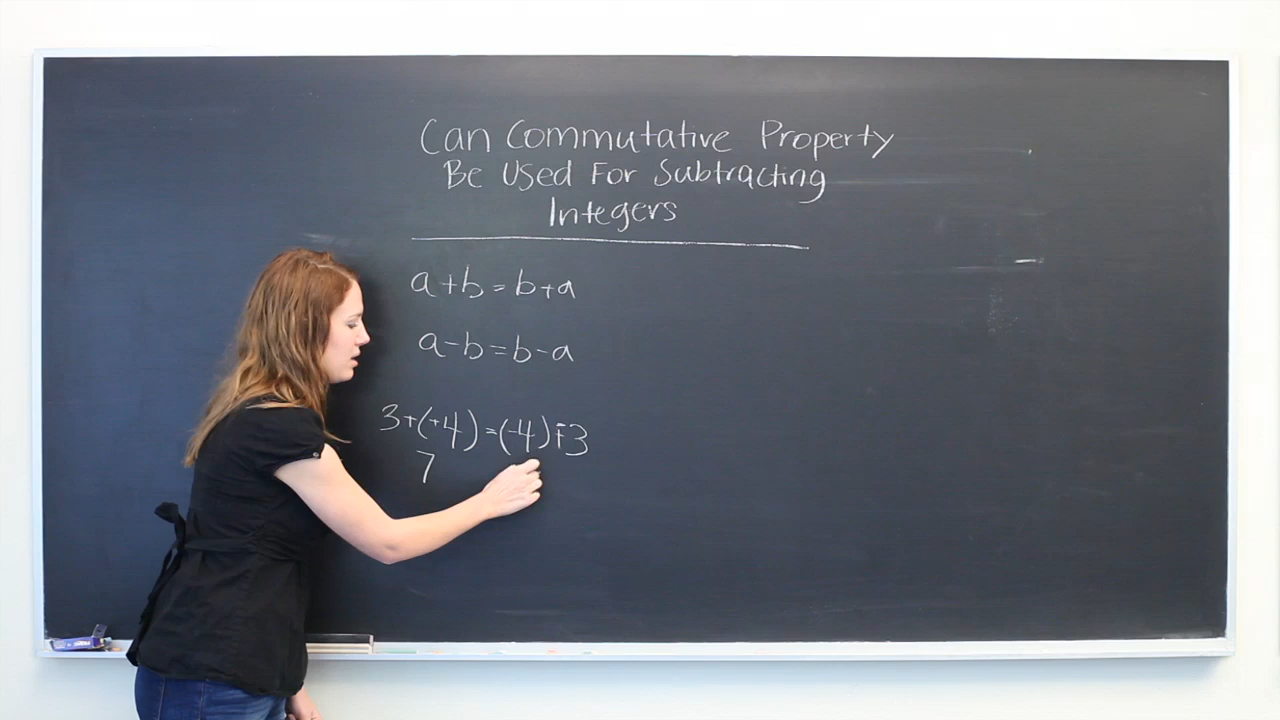 Can Commutative Property
Be Used For Subtracting
Integers
a+b=b+a
a-b=b-a
3+(+4)=(-4)+-3
7